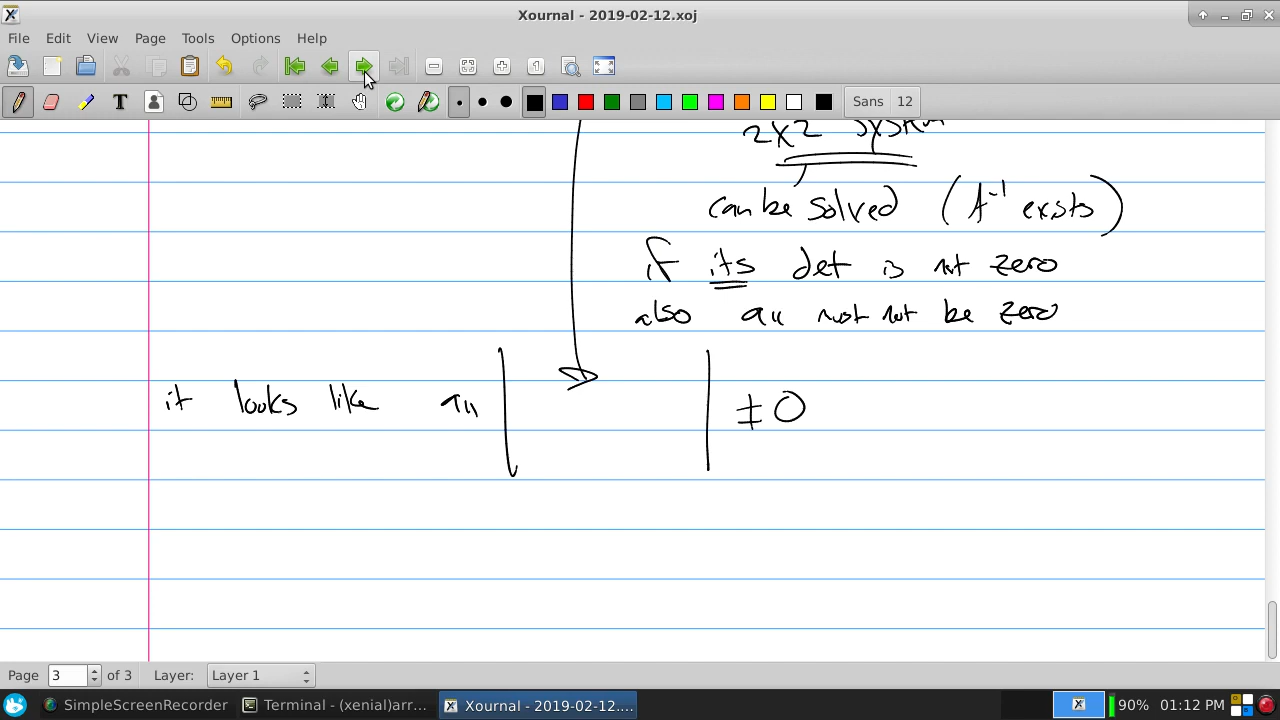 Xournal - 2019-02-12.xoj
File Edit View Page Tools Options Help
Sans 12
2x2 system
can be solved (A⁻¹ exists)
if its det is not zero
also a₁₁ must not be zero
it looks like a₁₁ | | ≠ 0
Page 3 of 3 Layer: Layer 1
SimpleScreenRecorder Terminal - (xenial)arr... Xournal - 2019-02-12.... 90% 01:12 PM